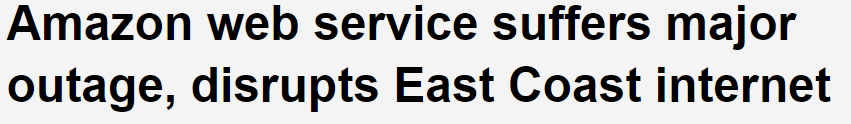 Amazon web service suffers major
outage, disrupts East Coast internet